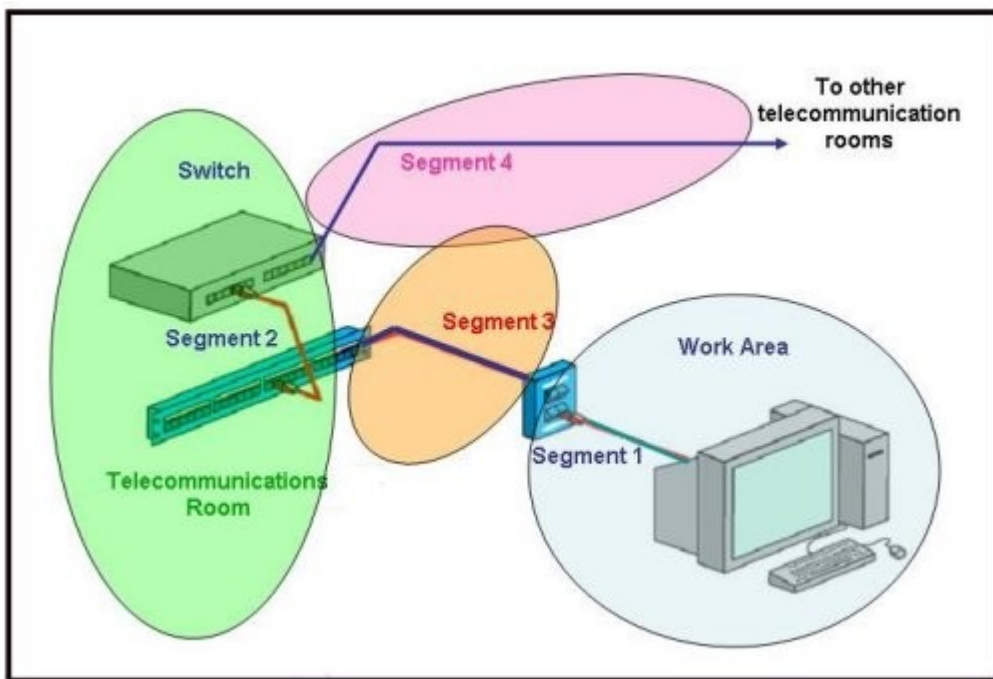 To other
telecommunication
rooms
Segment 4
Switch
Segment 3
Segment 2
Work Area
Segment 1
Telecommunications
Room